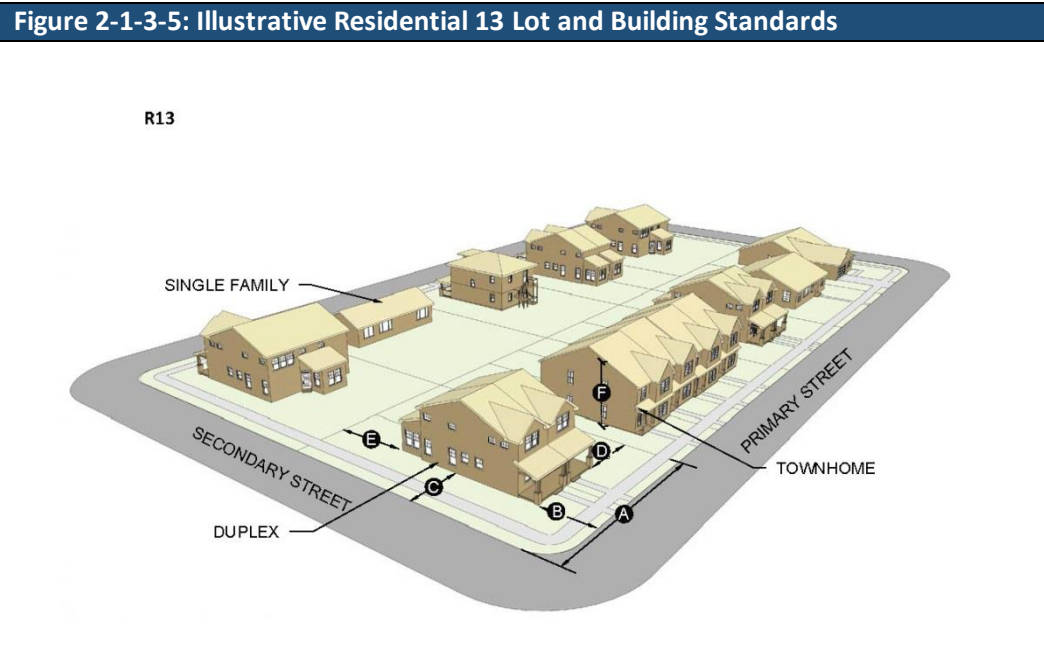 Figure 2-1-3-5: Illustrative Residential 13 Lot and Building Standards
R13
SINGLE FAMILY
F
PRIMARY STREET
SECONDARY STREET
E
D
TOWNHOME
C
B
A
DUPLEX